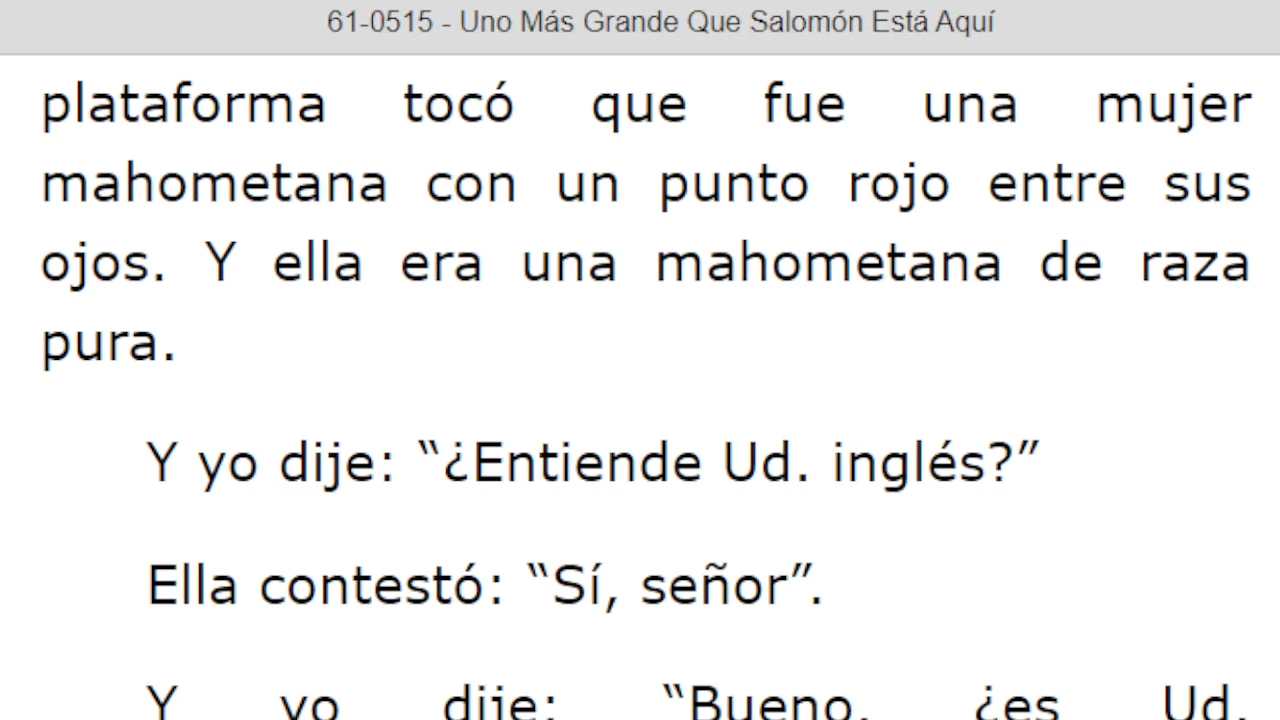 61-0515 - Uno Más Grande Que Salomón Está Aquí
plataforma tocó que fue una mujer
mahometana con un punto rojo entre sus
ojos. Y ella era una mahometana de raza
pura.
Y yo dije: “¿Entiende Ud. inglés?”
Ella contestó: “Sí, señor”.
Y yo dije: “Bueno, ¿es Ud.